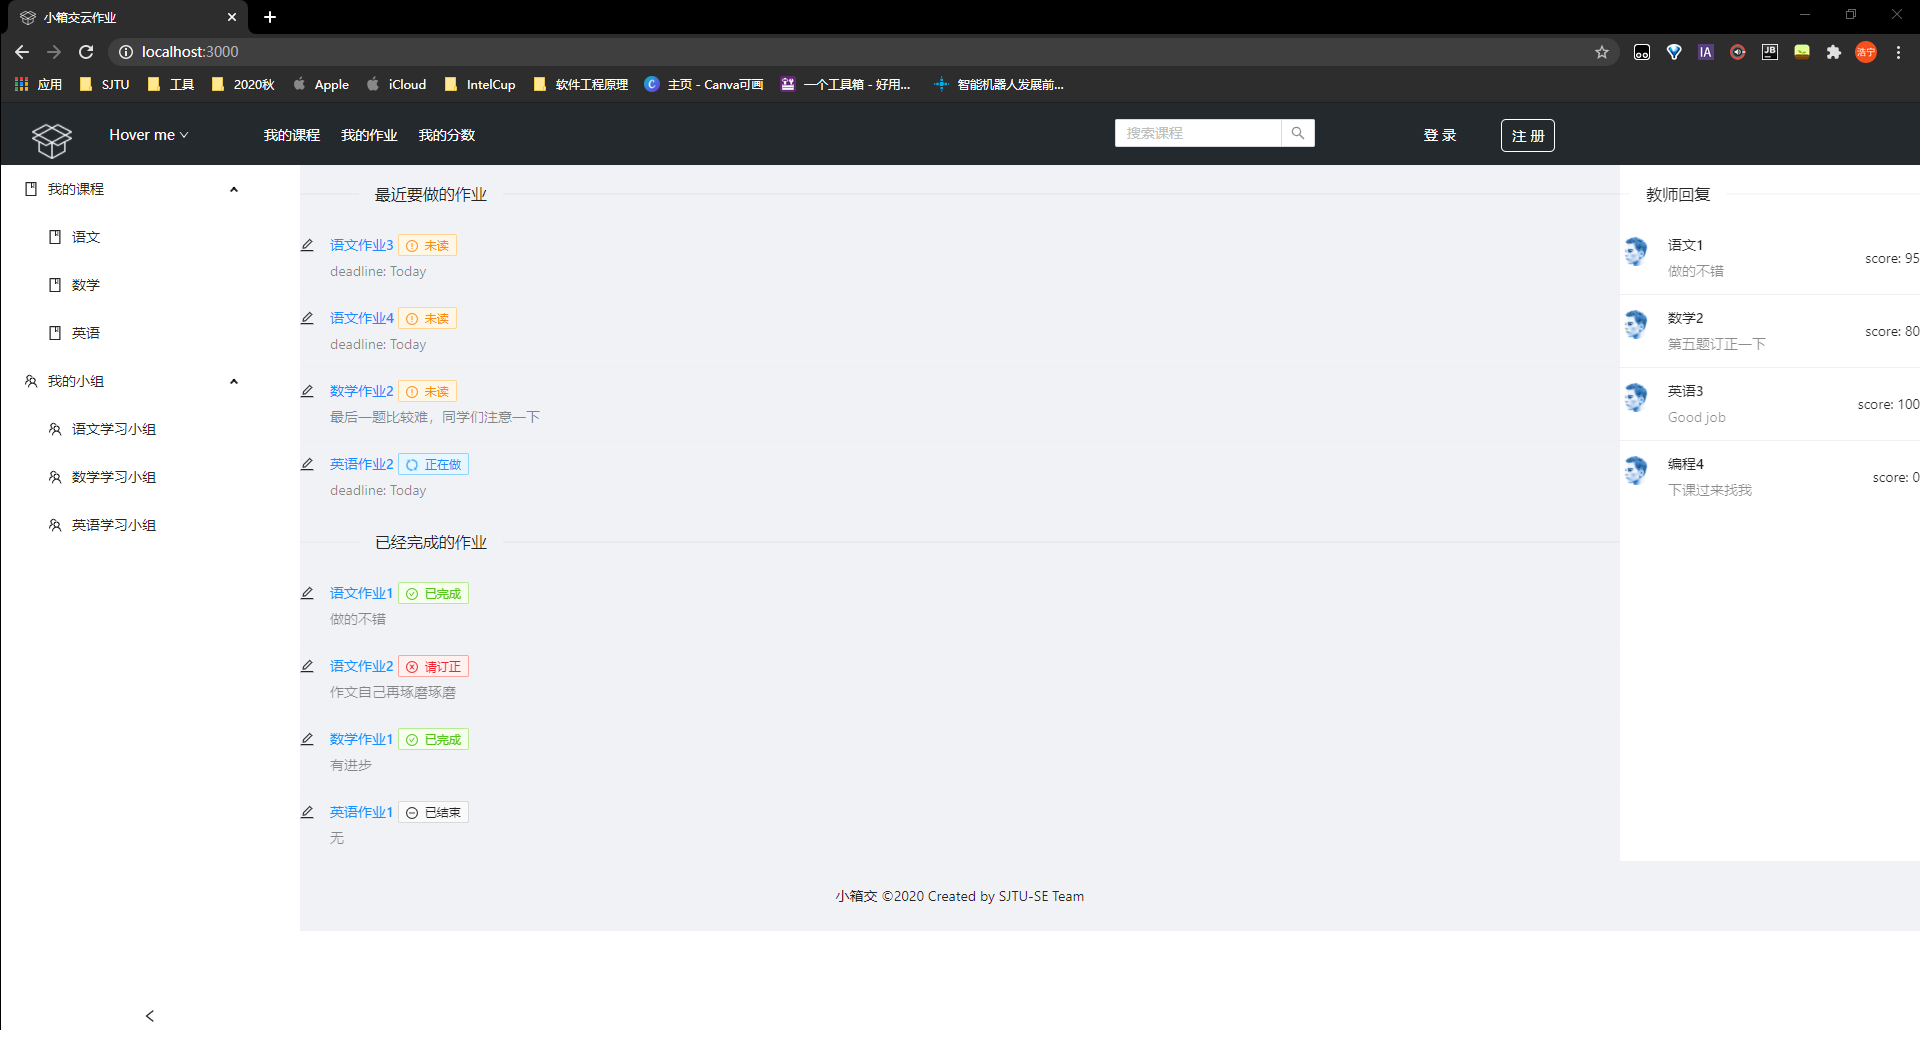 小箱交云作业
localhost:3000
浩宁
应用 SJTU 工具 2020秋 Apple iCloud IntelCup 软件工程原理 主页 - Canva可画 一个工具箱 - 好用... 智能机器人发展前...
Hover me 我的课程 我的作业 我的分数 搜索课程 登 录 注 册
我的课程
语文
数学
英语
我的小组
语文学习小组
数学学习小组
英语学习小组
最近要做的作业
语文作业3 未读
deadline: Today
语文作业4 未读
deadline: Today
数学作业2 未读
最后一题比较难，同学们注意一下
英语作业2 正在做
deadline: Today
已经完成的作业
语文作业1 已完成
做的不错
语文作业2 请订正
作文自己再琢磨琢磨
数学作业1 已完成
有进步
英语作业1 已结束
无
教师回复
语文1
做的不错
score: 95
数学2
第五题订正一下
score: 80
英语3
Good job
score: 100
编程4
下课过来找我
score: 0
小箱交 ©2020 Created by SJTU-SE Team